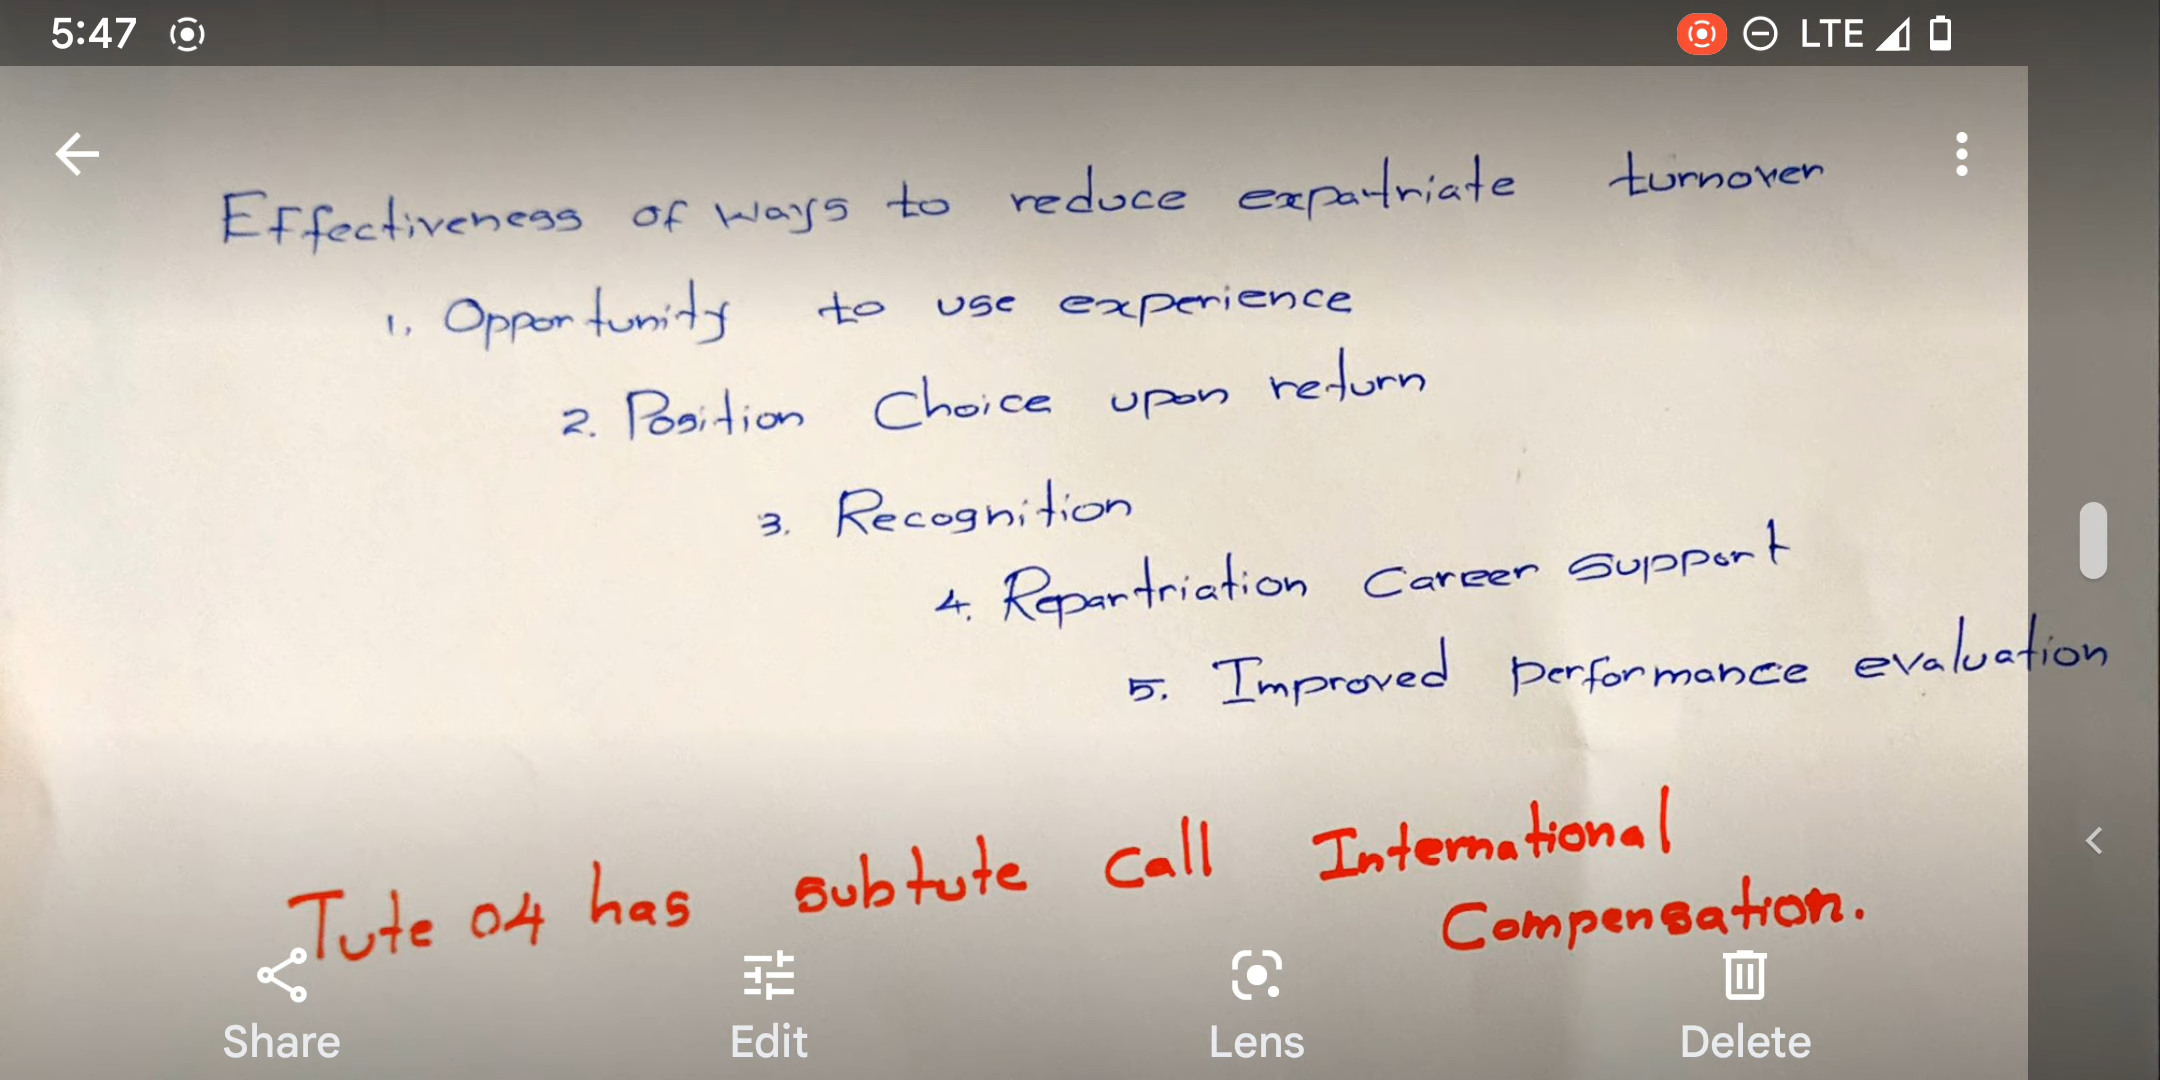 5:47 LTE
Effectiveness of ways to reduce expatriate turnover
1. Opportunity to use experience
2. Position Choice upon return
3. Recognition
4. Repartriation Career support
5. Improved performance evaluation
Tute 04 has subtute call International
Compensation.
Share Edit Lens Delete